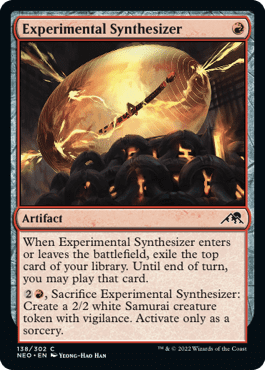 Experimental Synthesizer
Artifact
When Experimental Synthesizer enters
or leaves the battlefield, exile the top
card of your library. Until end of turn,
you may play that card.
2, Sacrifice Experimental Synthesizer:
Create a 2/2 white Samurai creature
token with vigilance. Activate only as a
sorcery.
138/302 C
NEO • EN Yeong-Hao Han
™ & © 2022 Wizards of the Coast